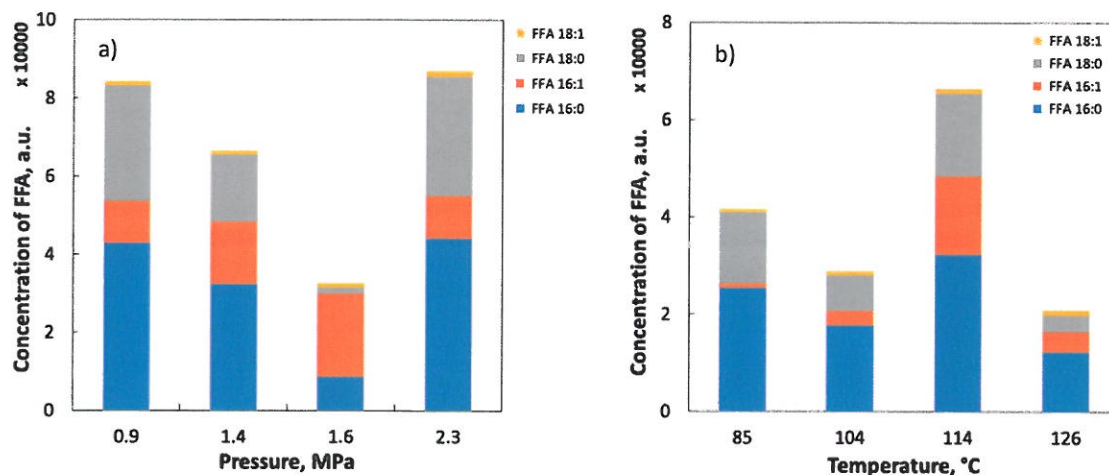 a)
x 10000
Concentration of FFA, a.u.
10
8
6
4
2
0
0.9 1.4 1.6 2.3
Pressure, MPa
FFA 18:1
FFA 18:0
FFA 16:1
FFA 16:0
b)
x 10000
Concentration of FFA, a.u.
8
6
4
2
0
85 104 114 126
Temperature, °C
FFA 18:1
FFA 18:0
FFA 16:1
FFA 16:0